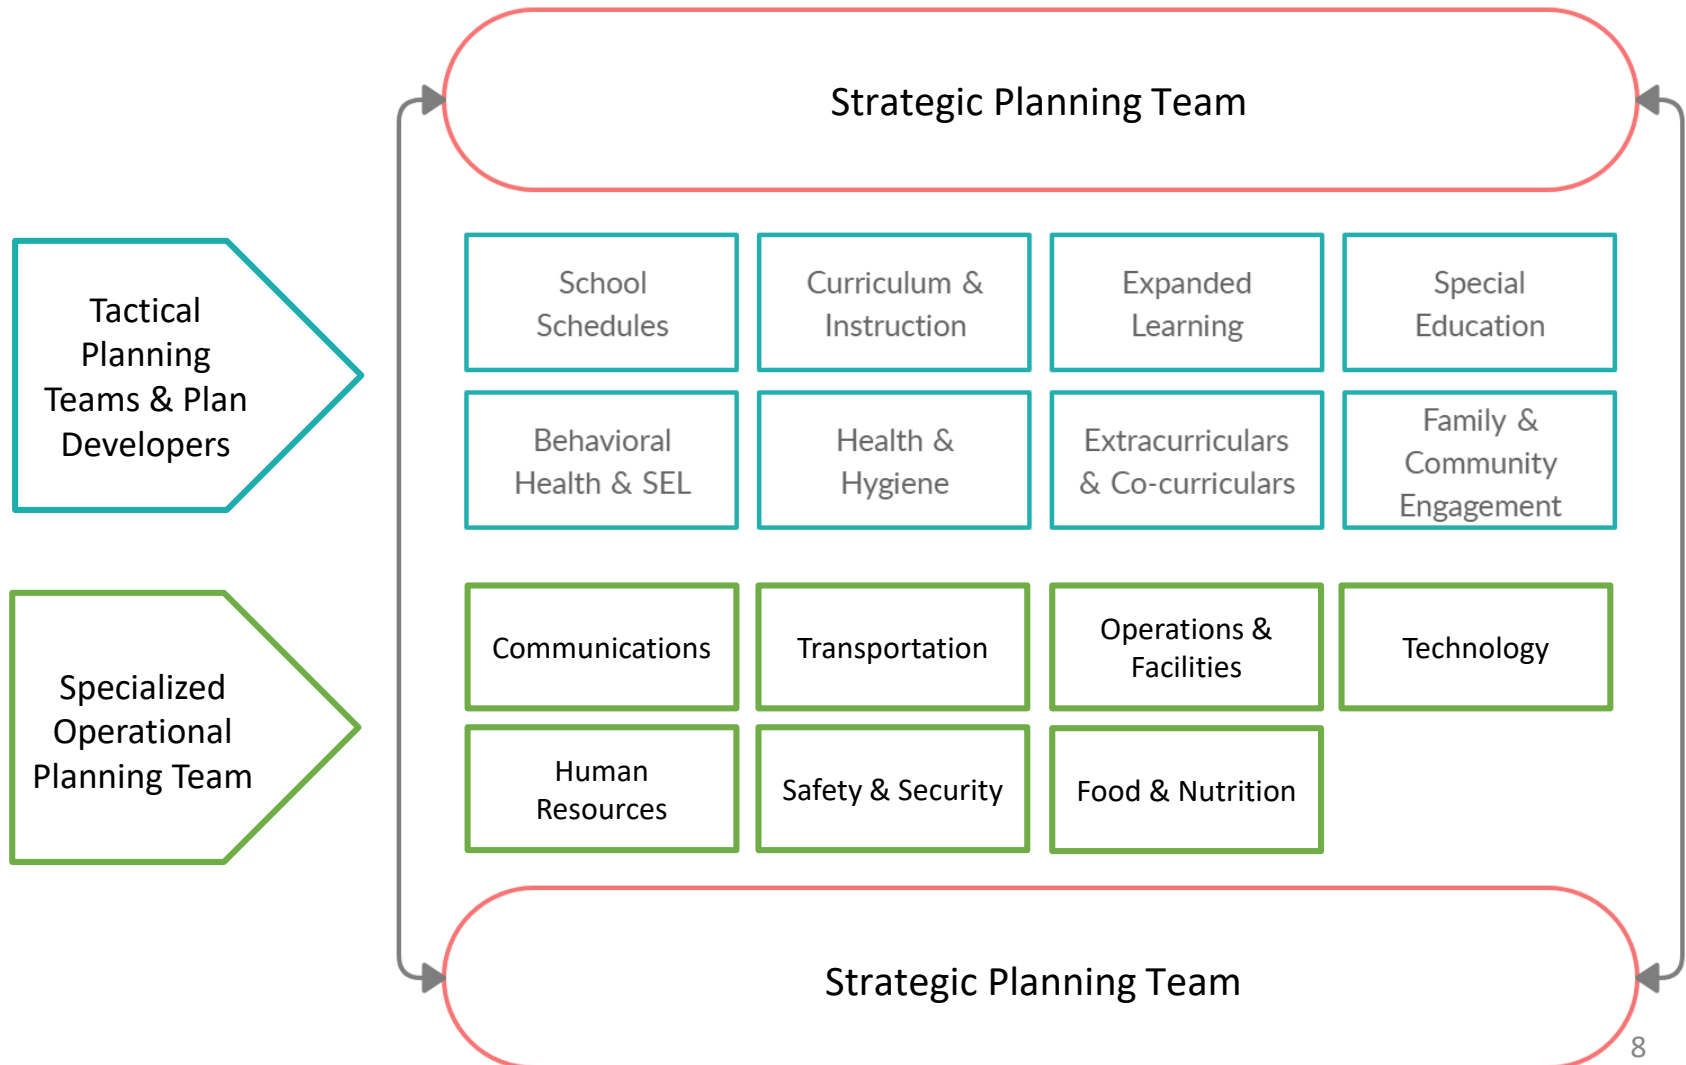 Strategic Planning Team
Tactical
Planning
Teams & Plan
Developers
School
Schedules
Curriculum &
Instruction
Expanded
Learning
Special
Education
Behavioral
Health & SEL
Health &
Hygiene
Extracurriculars
& Co-curriculars
Family &
Community
Engagement
Specialized
Operational
Planning Team
Communications
Transportation
Operations &
Facilities
Technology
Human
Resources
Safety & Security
Food & Nutrition
Strategic Planning Team
8